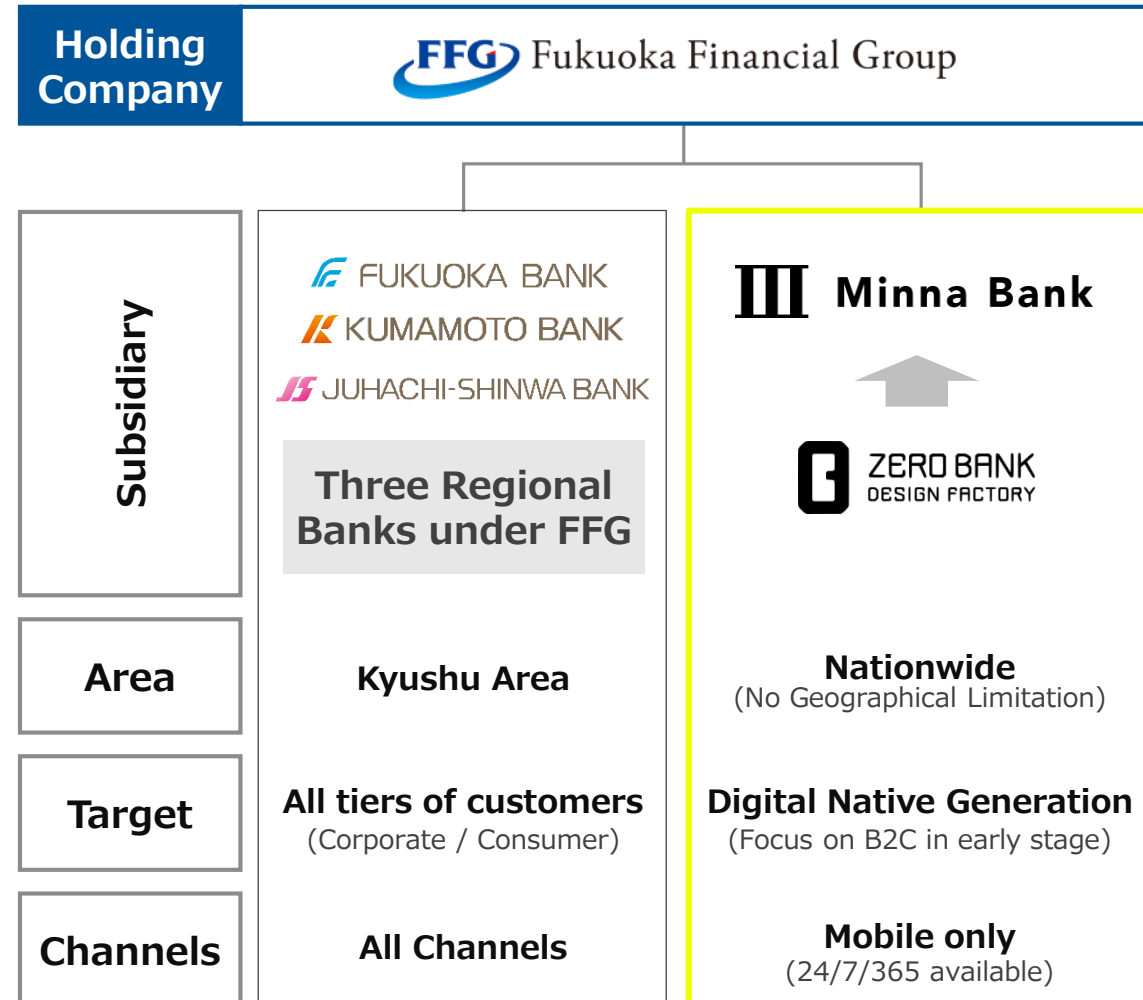 Holding
Company
FFG Fukuoka Financial Group
Subsidiary
FUKUOKA BANK
KUMAMOTO BANK
JUHACHI-SHINWA BANK
Three Regional
Banks under FFG
Minna Bank
ZERO BANK
DESIGN FACTORY
Area
Kyushu Area
Nationwide
(No Geographical Limitation)
Target
All tiers of customers
(Corporate / Consumer)
Digital Native Generation
(Focus on B2C in early stage)
Channels
All Channels
Mobile only
(24/7/365 available)